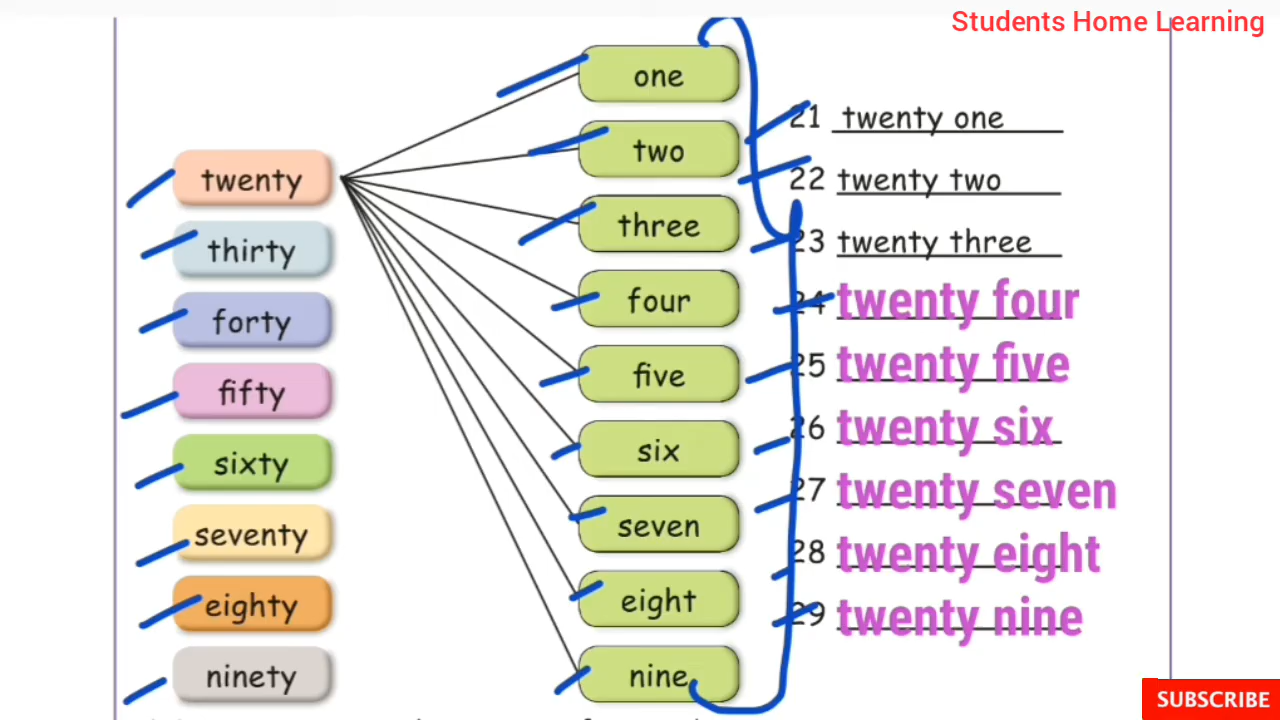 Students Home Learning
twenty
thirty
forty
fifty
sixty
seventy
eighty
ninety
one
two
three
four
five
six
seven
eight
nine
21 twenty one
22 twenty two
23 twenty three
24 twenty four
25 twenty five
26 twenty six
27 twenty seven
28 twenty eight
29 twenty nine
SUBSCRIBE